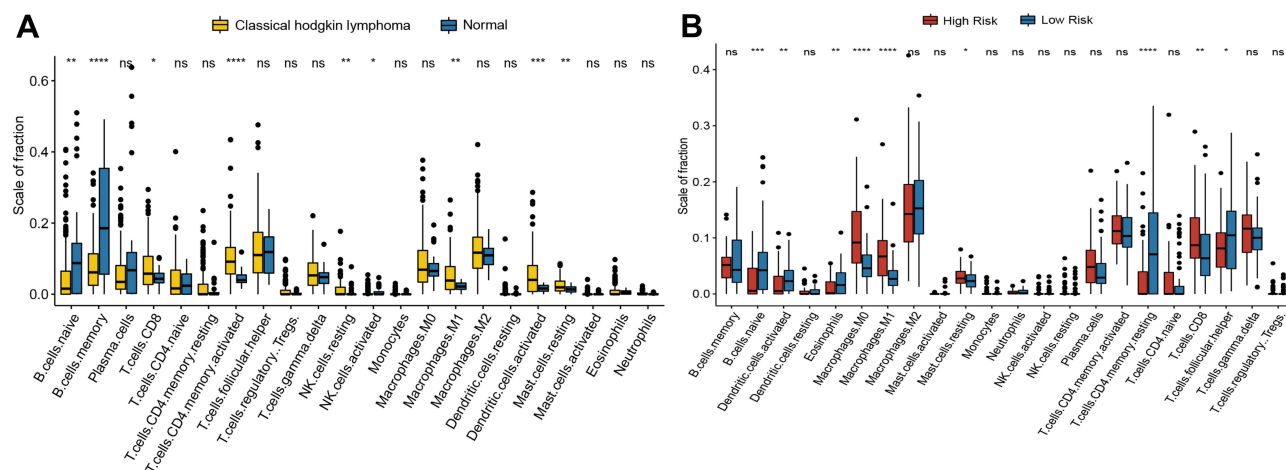 A
Classical hodgkin lymphoma
Normal
** **** ns * ns ns **** ns ns ns ** * ns ns ** ns ns *** ** ns ns ns
Scale of fraction
0.6
0.4
0.2
0.0
B.cells.naive
B.cells.memory
Plasma.cells
T.cells.CD8
T.cells.CD4.naive
T.cells.CD4.memory.resting
T.cells.CD4.memory.activated
T.cells.follicular.helper
T.cells.regulatory..Tregs.
T.cells.gamma.delta
NK.cells.resting
NK.cells.activated
Monocytes
Macrophages.M0
Macrophages.M1
Macrophages.M2
Dendritic.cells.resting
Dendritic.cells.activated
Mast.cells.resting
Mast.cells.activated
Eosinophils
Neutrophils
B
High Risk
Low Risk
ns *** ** ns ** **** **** ns ns * ns ns ns ns ns ns **** ns ** * ns ns
Scale of fraction
0.4
0.3
0.2
0.1
0.0
B.cells.memory
B.cells.naive
Dendritic.cells.activated
Dendritic.cells.resting
Eosinophils
Macrophages.M0
Macrophages.M1
Macrophages.M2
Mast.cells.activated
Mast.cells.resting
Monocytes
Neutrophils
NK.cells.activated
NK.cells.resting
Plasma.cells
T.cells.CD4.memory.activated
T.cells.CD4.memory.resting
T.cells.CD4.naive
T.cells.CD8
T.cells.follicular.helper
T.cells.gamma.delta
T.cells.regulatory..Tregs.